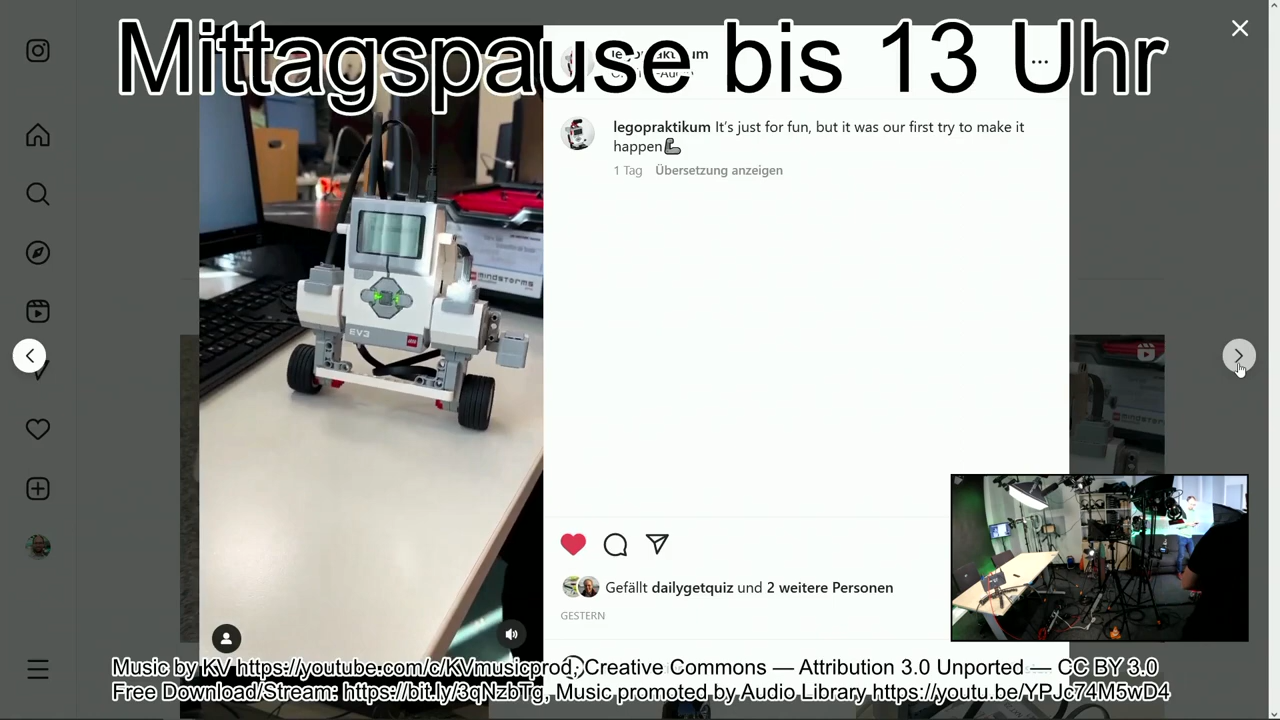 Mittagspause bis 13 Uhr
legopraktikum
legopraktikum It's just for fun, but it was our first try to make it
happen🦾
1 Tag Übersetzung anzeigen
mindstorms
EV3
Gefällt dailygetquiz und 2 weitere Personen
GESTERN
Music by KV https://youtube.com/c/KVmusicprod; Creative Commons — Attribution 3.0 Unported — CC BY 3.0
Free Download/Stream: https://bit.ly/3qNzbTg, Music promoted by Audio Library https://youtu.be/YPJc74M5wD4